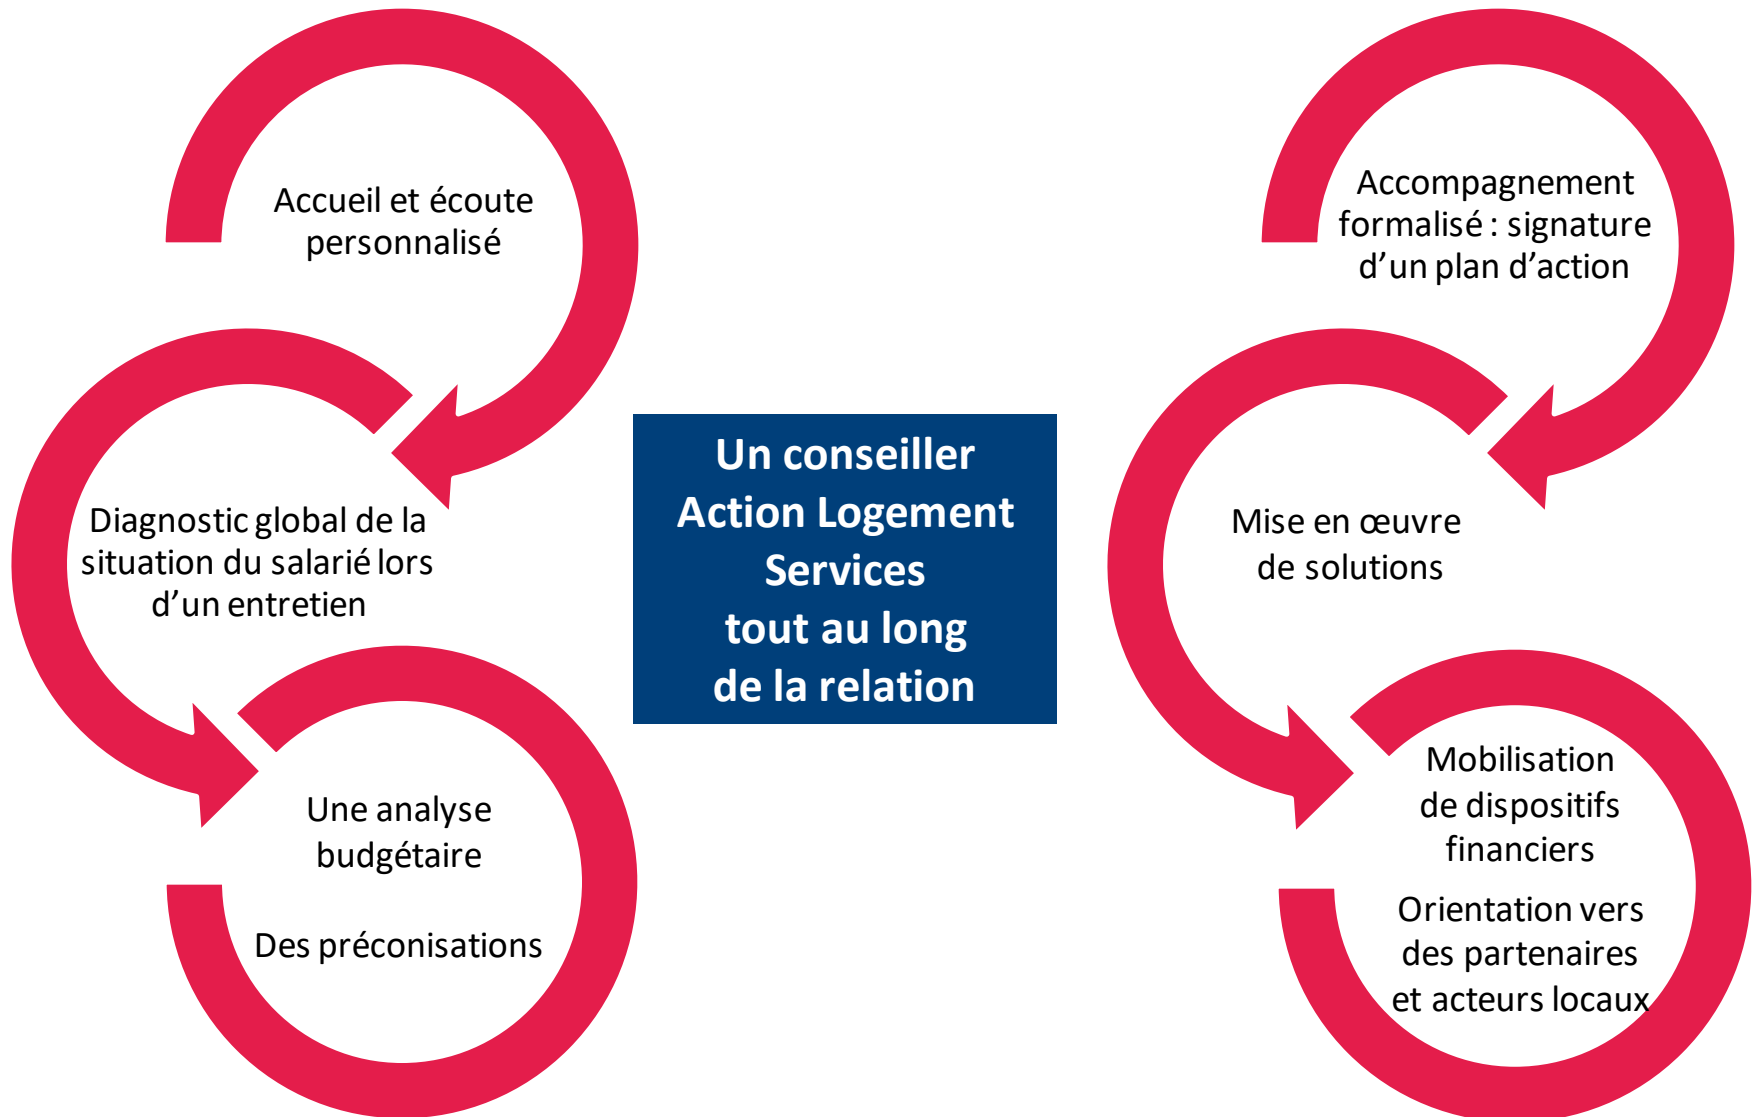 Accueil et écoute
personnalisé
Diagnostic global de la
situation du salarié lors
d’un entretien
Une analyse
budgétaire
Des préconisations
Un conseiller
Action Logement
Services
tout au long
de la relation
Accompagnement
formalisé : signature
d’un plan d’action
Mise en œuvre
de solutions
Mobilisation
de dispositifs
financiers
Orientation vers
des partenaires
et acteurs locaux